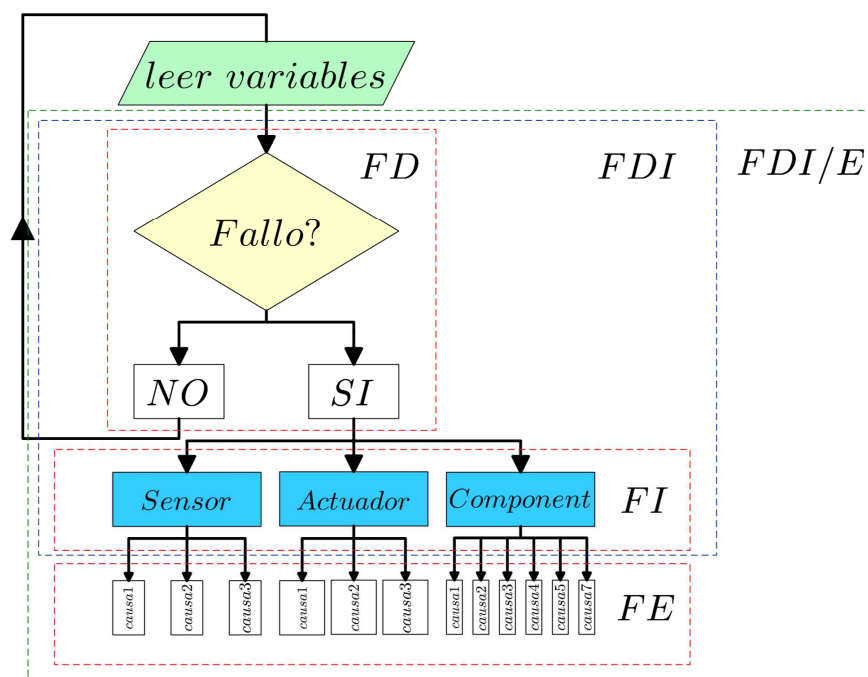 leer variables
FD
FDI
FDI/E
Fallo?
NO
SI
Sensor
Actuador
Component
FI
causa1
causa2
causa3
causa1
causa2
causa3
causa1
causa2
causa3
causa4
causa5
causa7
FE